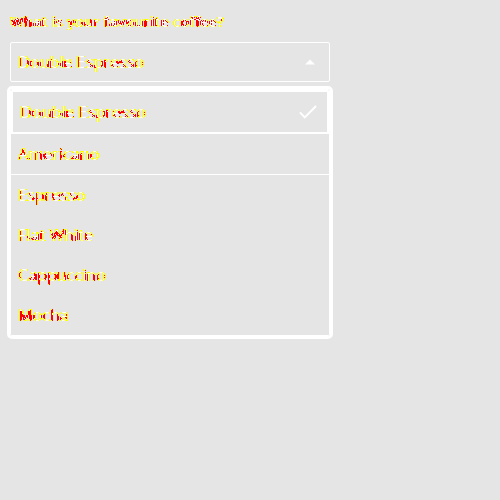 What is your favourite coffee?
Double Espresso
Double Espresso
Americano
Espresso
Flat White
Cappuccino
Mocha